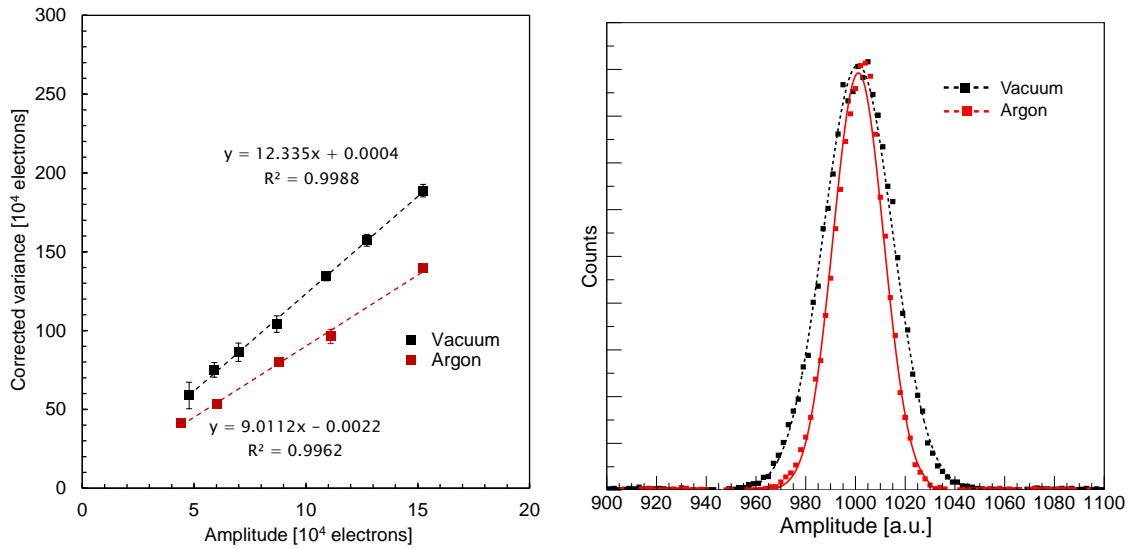 300
250
200
150
100
50
0
Corrected variance [10⁴ electrons]
y = 12.335x + 0.0004
R² = 0.9988
Vacuum
Argon
y = 9.0112x – 0.0022
R² = 0.9962
0 5 10 15 20
Amplitude [10⁴ electrons]
Counts
Vacuum
Argon
900 920 940 960 980 1000 1020 1040 1060 1080 1100
Amplitude [a.u.]